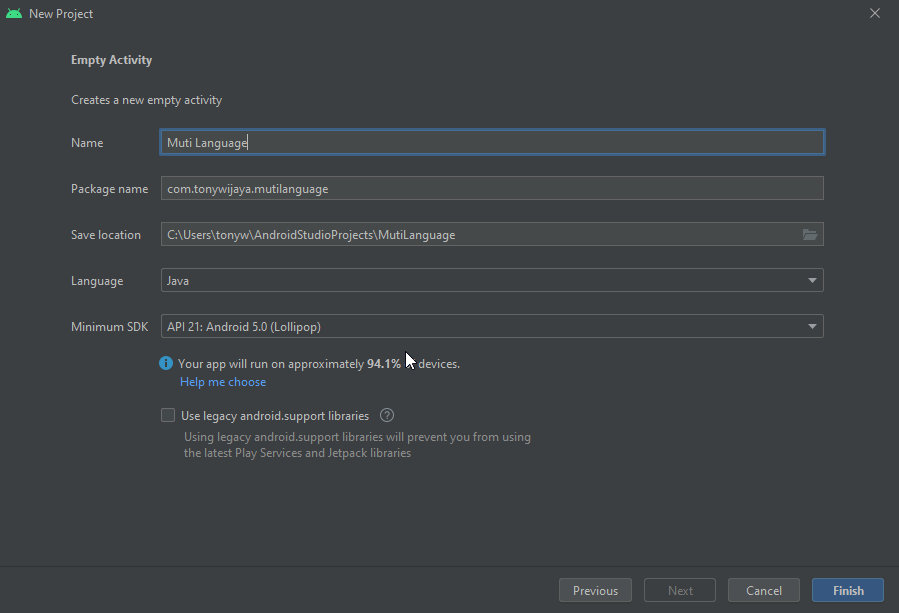 New Project
Empty Activity
Creates a new empty activity
Name Muti Language
Package name com.tonywijaya.mutilanguage
Save location C:\Users\tonyw\AndroidStudioProjects\MutiLanguage
Language Java
Minimum SDK API 21: Android 5.0 (Lollipop)
Your app will run on approximately 94.1% devices.
Help me choose
Use legacy android.support libraries ?
Using legacy android.support libraries will prevent you from using
the latest Play Services and Jetpack libraries
Previous Next Cancel Finish